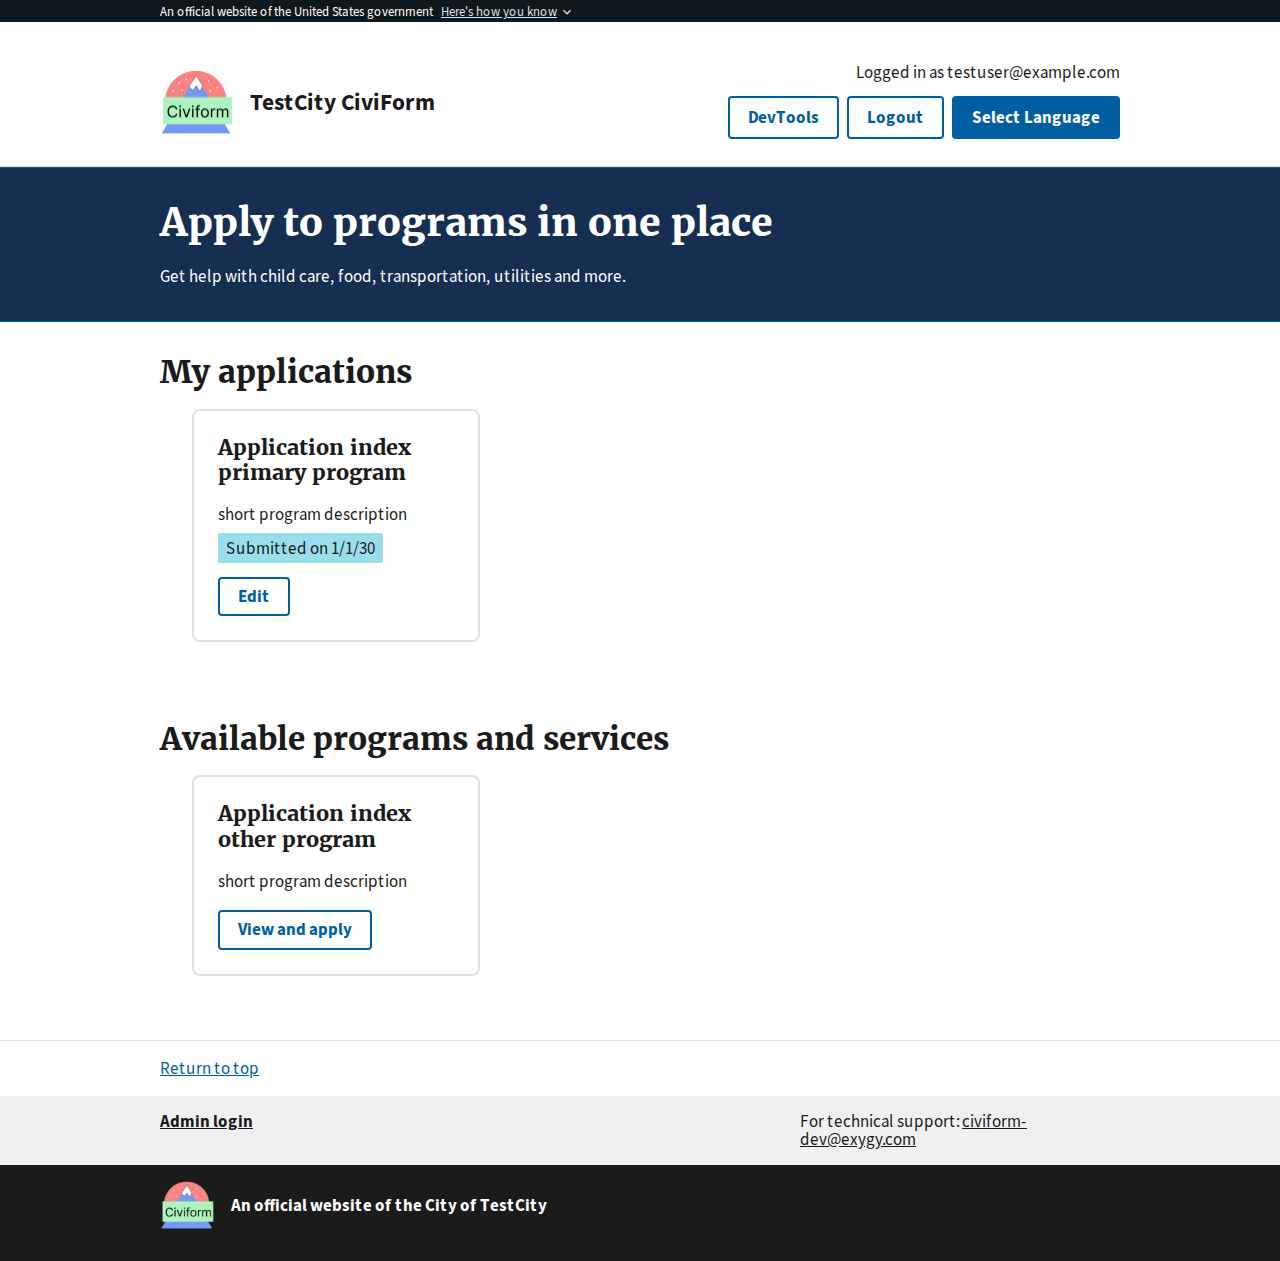 An official website of the United States government Here's how you know
Civiform
TestCity CiviForm
Logged in as testuser@example.com
DevTools
Logout
Select Language
Apply to programs in one place
Get help with child care, food, transportation, utilities and more.
My applications
Application index
primary program
short program description
Submitted on 1/1/30
Edit
Available programs and services
Application index
other program
short program description
View and apply
Return to top
Admin login
For technical support: civiform-
dev@exygy.com
Civiform
An official website of the City of TestCity